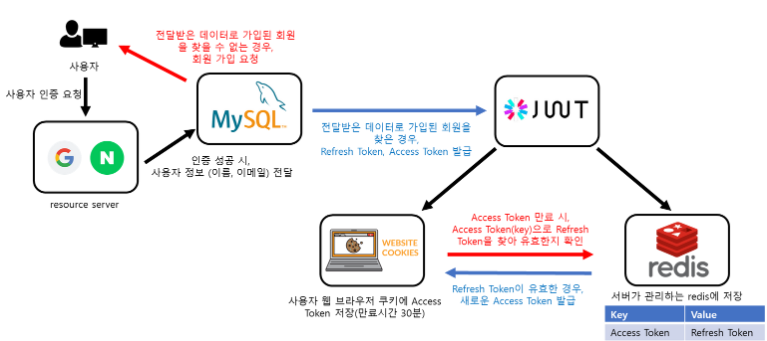 전달받은 데이터로 가입된 회원
을 찾을 수 없는 경우,
회원 가입 요청
사용자
사용자 인증 요청
G
N
resource server
MySQL
TM
인증 성공 시,
사용자 정보 (이름, 이메일) 전달
전달받은 데이터로 가입된 회원을
찾은 경우,
Refresh Token, Access Token 발급
JWT
WEBSITE
COOKIES
사용자 웹 브라우저 쿠키에 Access
Token 저장(만료시간 30분)
Access Token 만료 시,
Access Token(key)으로 Refresh
Token을 찾아 유효한지 확인
Refresh Token이 유효한 경우,
새로운 Access Token 발급
redis
서버가 관리하는 redis에 저장
Key Value
Access Token Refresh Token